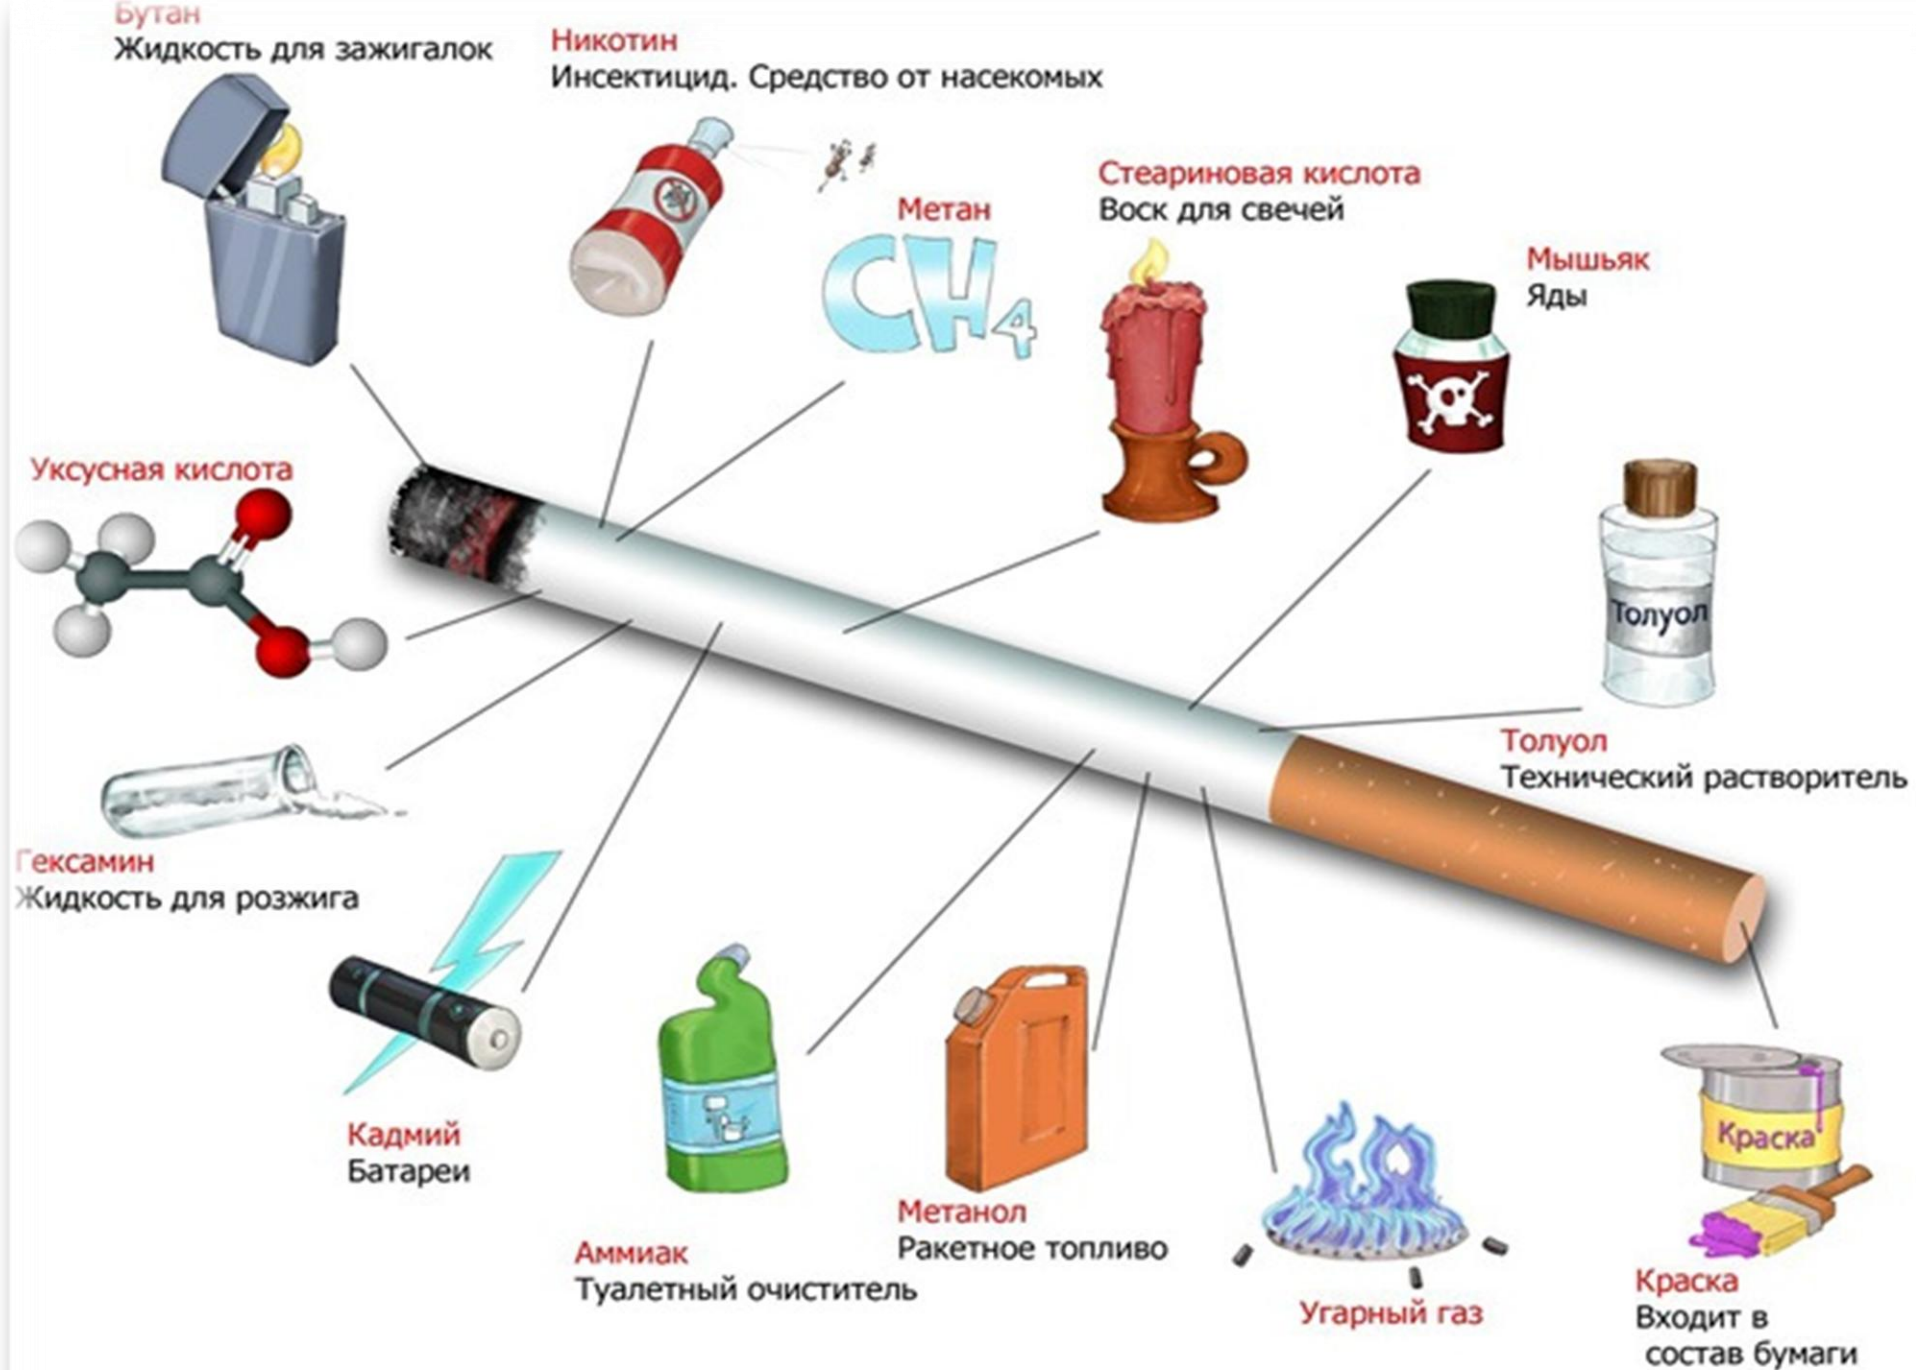 Бутан
Жидкость для зажигалок
Никотин
Инсектицид. Средство от насекомых
Метан
CH4
Стеариновая кислота
Воск для свечей
Мышьяк
Яды
Уксусная кислота
Толуол
Толуол
Технический растворитель
Гексамин
Жидкость для розжига
Кадмий
Батареи
Аммиак
Туалетный очиститель
Метанол
Ракетное топливо
Угарный газ
Краска
Краска
Входит в
состав бумаги